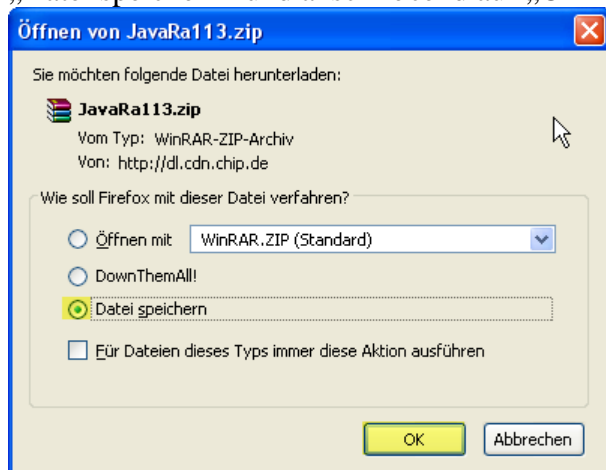 Öffnen von JavaRa113.zip
Sie möchten folgende Datei herunterladen:
JavaRa113.zip
Vom Typ: WinRAR-ZIP-Archiv
Von: http://dl.cdn.chip.de
Wie soll Firefox mit dieser Datei verfahren?
Öffnen mit WinRAR.ZIP (Standard)
DownThemAll!
Datei speichern
Für Dateien dieses Typs immer diese Aktion ausführen
OK Abbrechen